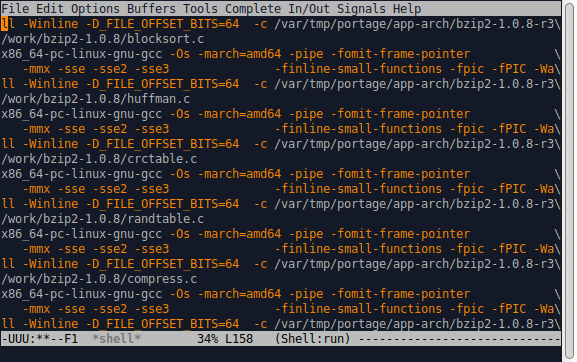 File Edit Options Buffers Tools Complete In/Out Signals Help
ll -Winline -D_FILE_OFFSET_BITS=64  -c /var/tmp/portage/app-arch/bzip2-1.0.8-r3\
/work/bzip2-1.0.8/blocksort.c
x86_64-pc-linux-gnu-gcc -Os -march=amd64 -pipe -fomit-frame-pointer            \
   -mmx -sse -sse2 -sse3               -finline-small-functions -fpic -fPIC -Wa\
ll -Winline -D_FILE_OFFSET_BITS=64  -c /var/tmp/portage/app-arch/bzip2-1.0.8-r3\
/work/bzip2-1.0.8/huffman.c
x86_64-pc-linux-gnu-gcc -Os -march=amd64 -pipe -fomit-frame-pointer            \
   -mmx -sse -sse2 -sse3               -finline-small-functions -fpic -fPIC -Wa\
ll -Winline -D_FILE_OFFSET_BITS=64  -c /var/tmp/portage/app-arch/bzip2-1.0.8-r3\
/work/bzip2-1.0.8/crctable.c
x86_64-pc-linux-gnu-gcc -Os -march=amd64 -pipe -fomit-frame-pointer            \
   -mmx -sse -sse2 -sse3               -finline-small-functions -fpic -fPIC -Wa\
ll -Winline -D_FILE_OFFSET_BITS=64  -c /var/tmp/portage/app-arch/bzip2-1.0.8-r3\
/work/bzip2-1.0.8/randtable.c
x86_64-pc-linux-gnu-gcc -Os -march=amd64 -pipe -fomit-frame-pointer            \
   -mmx -sse -sse2 -sse3               -finline-small-functions -fpic -fPIC -Wa\
ll -Winline -D_FILE_OFFSET_BITS=64  -c /var/tmp/portage/app-arch/bzip2-1.0.8-r3\
/work/bzip2-1.0.8/compress.c
x86_64-pc-linux-gnu-gcc -Os -march=amd64 -pipe -fomit-frame-pointer            \
   -mmx -sse -sse2 -sse3               -finline-small-functions -fpic -fPIC -Wa\
ll -Winline -D_FILE_OFFSET_BITS=64  -c /var/tmp/portage/app-arch/bzip2-1.0.8-r3\
-UUU:**--F1  *shell*        34% L158   (Shell:run) -----------------------------